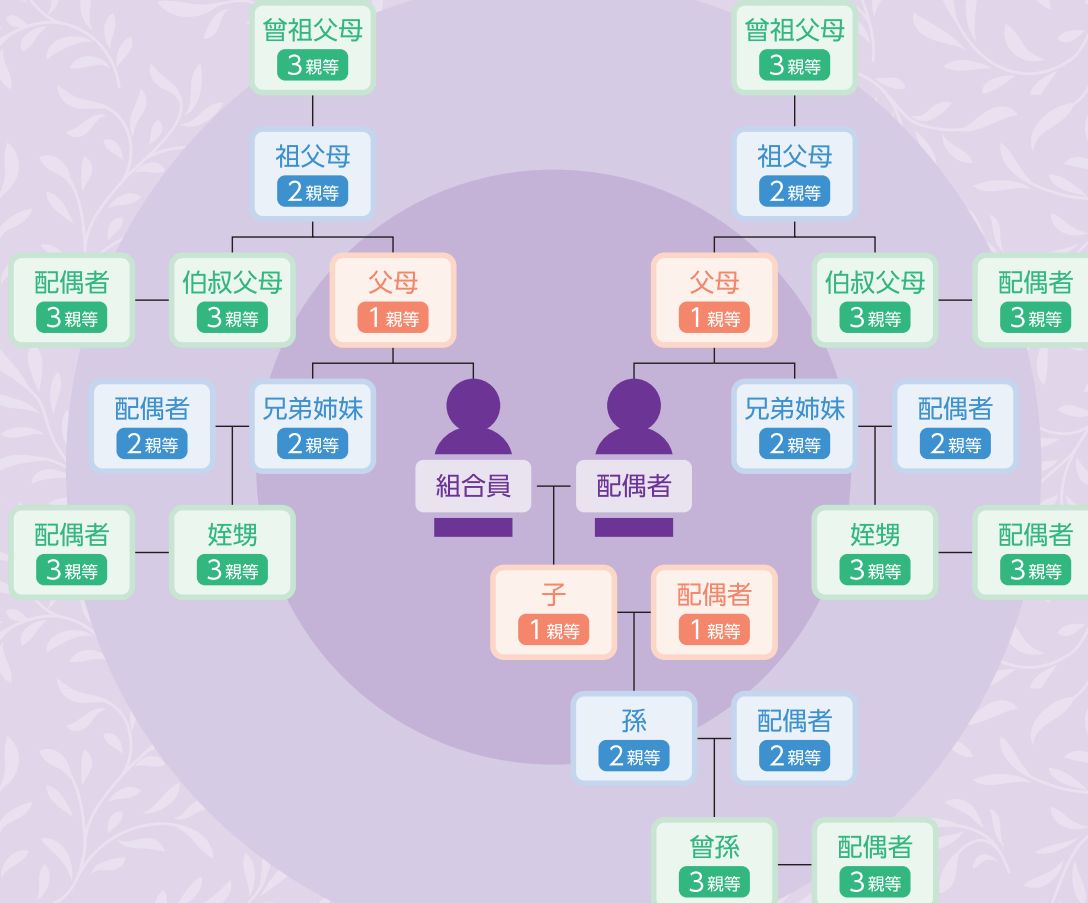 曾祖父母
3親等
曾祖父母
3親等
祖父母
2親等
祖父母
2親等
配偶者
3親等
伯叔父母
3親等
父母
1親等
父母
1親等
伯叔父母
3親等
配偶者
3親等
配偶者
2親等
兄弟姉妹
2親等
組合員
配偶者
兄弟姉妹
2親等
配偶者
2親等
配偶者
3親等
姪甥
3親等
姪甥
3親等
配偶者
3親等
子
1親等
配偶者
1親等
孫
2親等
配偶者
2親等
曾孫
3親等
配偶者
3親等